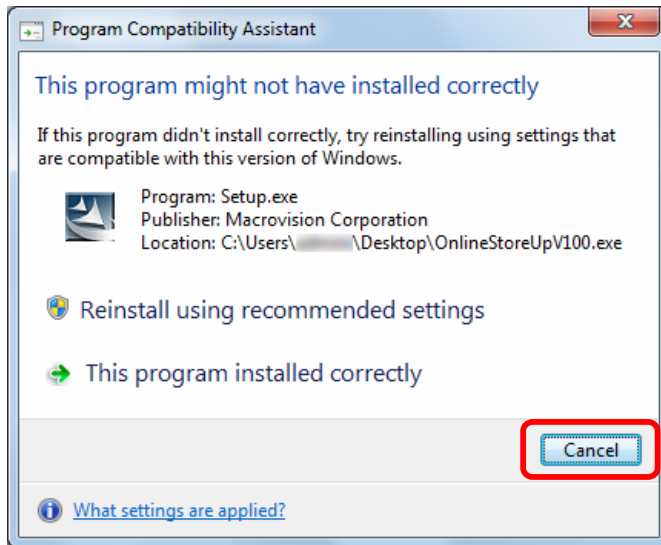 Program Compatibility Assistant
This program might not have installed correctly
If this program didn't install correctly, try reinstalling using settings that
are compatible with this version of Windows.
Program: Setup.exe
Publisher: Macrovision Corporation
Location: C:\Users\ \Desktop\OnlineStoreUpV100.exe
Reinstall using recommended settings
This program installed correctly
Cancel
What settings are applied?